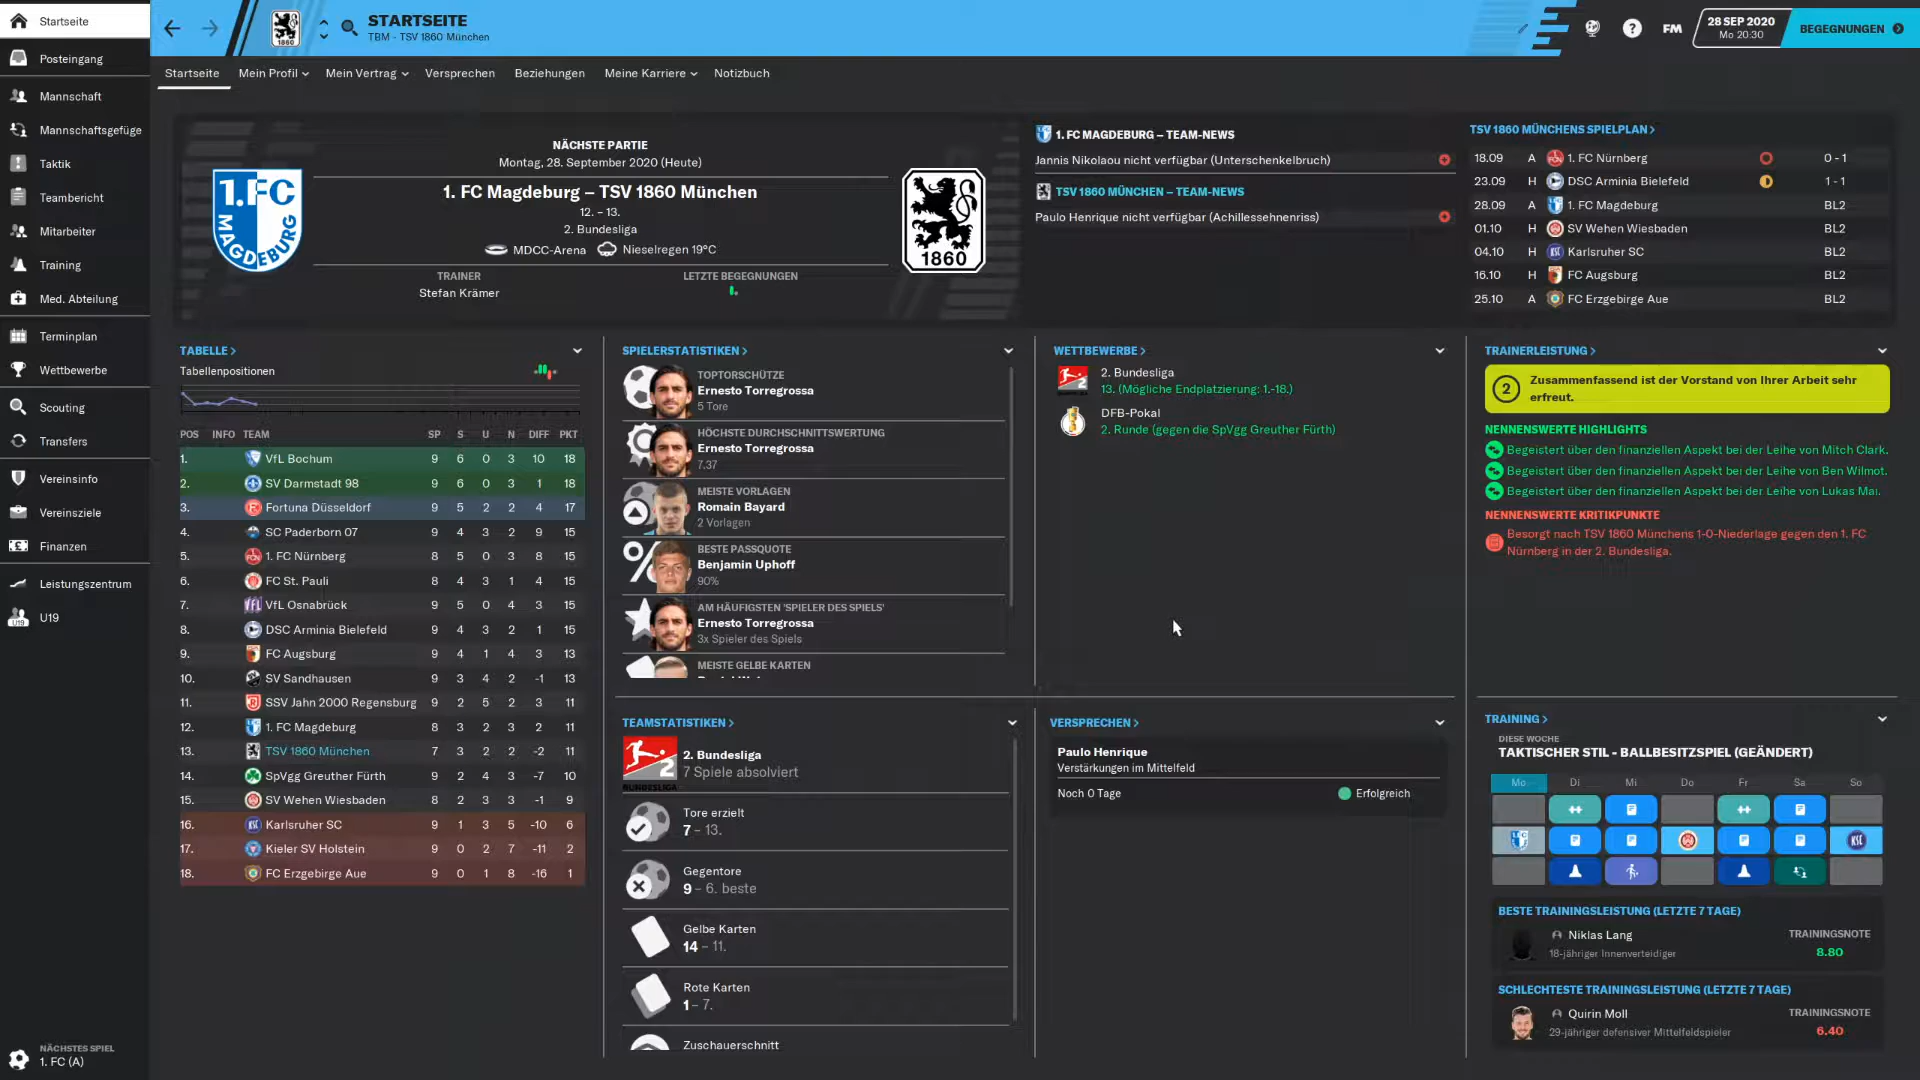 Startseite
Posteingang
Mannschaft
Mannschaftsgefüge
Taktik
Teambericht
Mitarbeiter
Training
Med. Abteilung
Terminplan
Wettbewerbe
Scouting
Transfers
Vereinsinfo
Vereinsziele
Finanzen
Leistungszentrum
U19
NÄCHSTES SPIEL
1. FC (A)
STARTSEITE
TBM - TSV 1860 München
FM
28 SEP 2020
Mo 20:30
BEGEGNUNGEN
Startseite Mein Profil Mein Vertrag Versprechen Beziehungen Meine Karriere Notizbuch
NÄCHSTE PARTIE
Montag, 28. September 2020 (Heute)
1. FC Magdeburg – TSV 1860 München
12. – 13.
2. Bundesliga
MDCC-Arena Nieselregen 19°C
TRAINER
Stefan Krämer
LETZTE BEGEGNUNGEN
1.FC
MAGDEBURG
1860
1. FC MAGDEBURG – TEAM-NEWS
Jannis Nikolaou nicht verfügbar (Unterschenkelbruch)
TSV 1860 MÜNCHEN – TEAM-NEWS
Paulo Henrique nicht verfügbar (Achillessehnenriss)
TSV 1860 MÜNCHENS SPIELPLAN >
18.09 A 1. FC Nürnberg 0 - 1
23.09 H DSC Arminia Bielefeld 1 - 1
28.09 A 1. FC Magdeburg BL2
01.10 H SV Wehen Wiesbaden BL2
04.10 H Karlsruher SC BL2
16.10 H FC Augsburg BL2
25.10 A FC Erzgebirge Aue BL2
TABELLE >
Tabellenpositionen
POS INFO TEAM SP S U N DIFF PKT
1. VfL Bochum 9 6 0 3 10 18
2. SV Darmstadt 98 9 6 0 3 1 18
3. Fortuna Düsseldorf 9 5 2 2 4 17
4. SC Paderborn 07 9 4 3 2 9 15
5. 1. FC Nürnberg 8 5 0 3 8 15
6. FC St. Pauli 8 4 3 1 4 15
7. VfL Osnabrück 9 5 0 4 3 15
8. DSC Arminia Bielefeld 9 4 3 2 1 15
9. FC Augsburg 9 4 1 4 3 13
10. SV Sandhausen 9 3 4 2 -1 13
11. SSV Jahn 2000 Regensburg 9 2 5 2 3 11
12. 1. FC Magdeburg 8 3 2 3 2 11
13. TSV 1860 München 7 3 2 2 -2 11
14. SpVgg Greuther Fürth 9 2 4 3 -7 10
15. SV Wehen Wiesbaden 8 2 3 3 -1 9
16. Karlsruher SC 9 1 3 5 -10 6
17. Kieler SV Holstein 9 0 2 7 -11 2
18. FC Erzgebirge Aue 9 0 1 8 -16 1
SPIELERSTATISTIKEN >
TOPTORSCHÜTZE
Ernesto Torregrossa
5 Tore
HÖCHSTE DURCHSCHNITTSWERTUNG
Ernesto Torregrossa
7.37
MEISTE VORLAGEN
Romain Bayard
2 Vorlagen
BESTE PASSQUOTE
Benjamin Uphoff
90%
AM HÄUFIGSTEN 'SPIELER DES SPIELS'
Ernesto Torregrossa
3x Spieler des Spiels
MEISTE GELBE KARTEN
TEAMSTATISTIKEN >
2. Bundesliga
7 Spiele absolviert
Tore erzielt
7 – 13.
Gegentore
9 – 6. beste
Gelbe Karten
14 – 11.
Rote Karten
1 – 7.
Zuschauerschnitt
WETTBEWERBE >
2. Bundesliga
13. (Mögliche Endplatzierung: 1.-18.)
DFB-Pokal
2. Runde (gegen die SpVgg Greuther Fürth)
VERSPRECHEN >
Paulo Henrique
Verstärkungen im Mittelfeld
Noch 0 Tage Erfolgreich
TRAINERLEISTUNG >
2 Zusammenfassend ist der Vorstand von Ihrer Arbeit sehr
erfreut.
NENNENSWERTE HIGHLIGHTS
Begeistert über den finanziellen Aspekt bei der Leihe von Mitch Clark.
Begeistert über den finanziellen Aspekt bei der Leihe von Ben Wilmot.
Begeistert über den finanziellen Aspekt bei der Leihe von Lukas Mai.
NENNENSWERTE KRITIKPUNKTE
Besorgt nach TSV 1860 Münchens 1-0-Niederlage gegen den 1. FC
Nürnberg in der 2. Bundesliga.
TRAINING >
DIESE WOCHE
TAKTISCHER STIL - BALLBESITZSPIEL (GEÄNDERT)
Mo Di Mi Do Fr Sa So
BESTE TRAININGSLEISTUNG (LETZTE 7 TAGE)
Niklas Lang
18-jähriger Innenverteidiger
TRAININGSNOTE
8.80
SCHLECHTESTE TRAININGSLEISTUNG (LETZTE 7 TAGE)
Quirin Moll
29-jähriger defensiver Mittelfeldspieler
TRAININGSNOTE
6.40